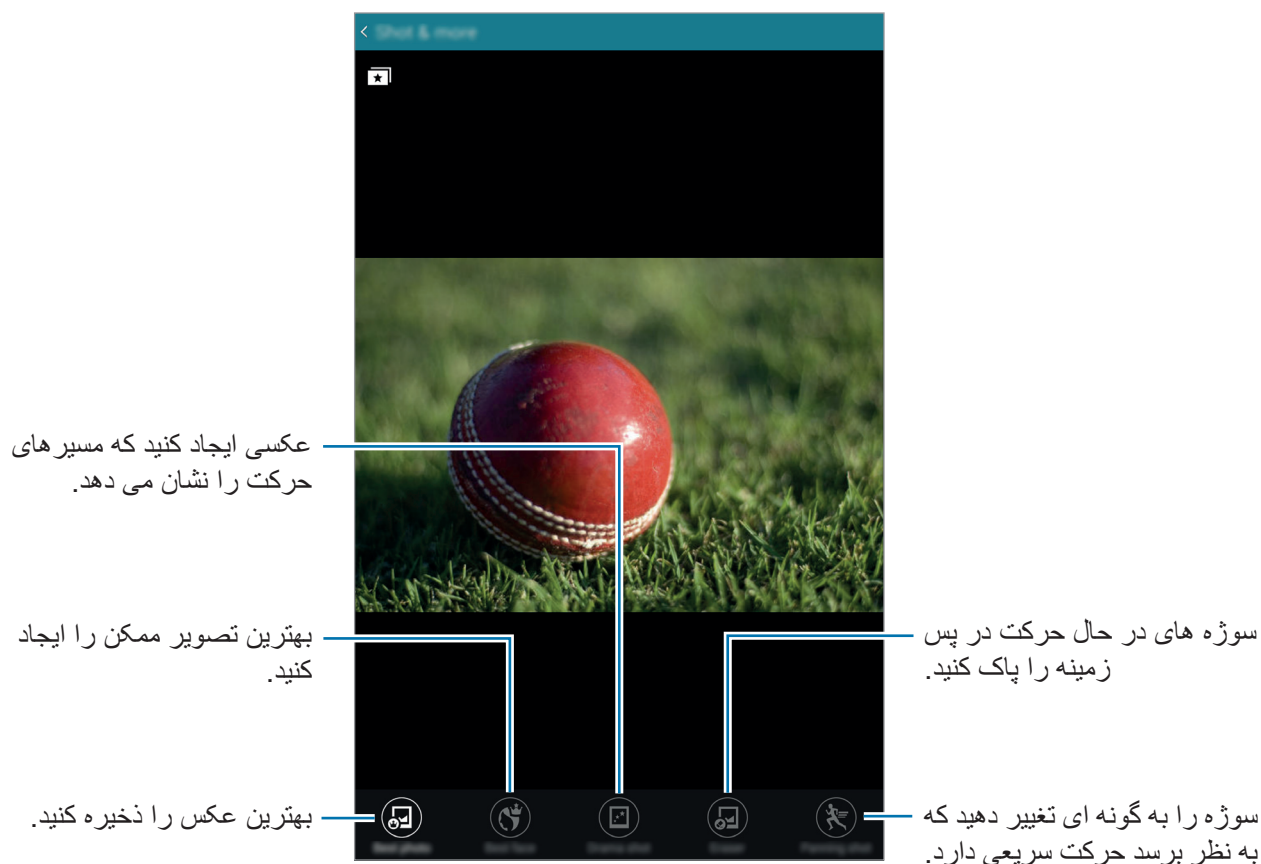 Shot & more
عکسی ایجاد کنید که مسیرهای
حرکت را نشان می دهد.
بهترین تصویر ممکن را ایجاد
کنید.
سوژه های در حال حرکت در پس
زمینه را پاک کنید.
بهترین عکس را ذخیره کنید.
سوژه را به گونه ای تغییر دهید که
به نظر برسد حرکت سریعی دارد.
Best photo
Best face
Drama shot
Eraser
Panning shot